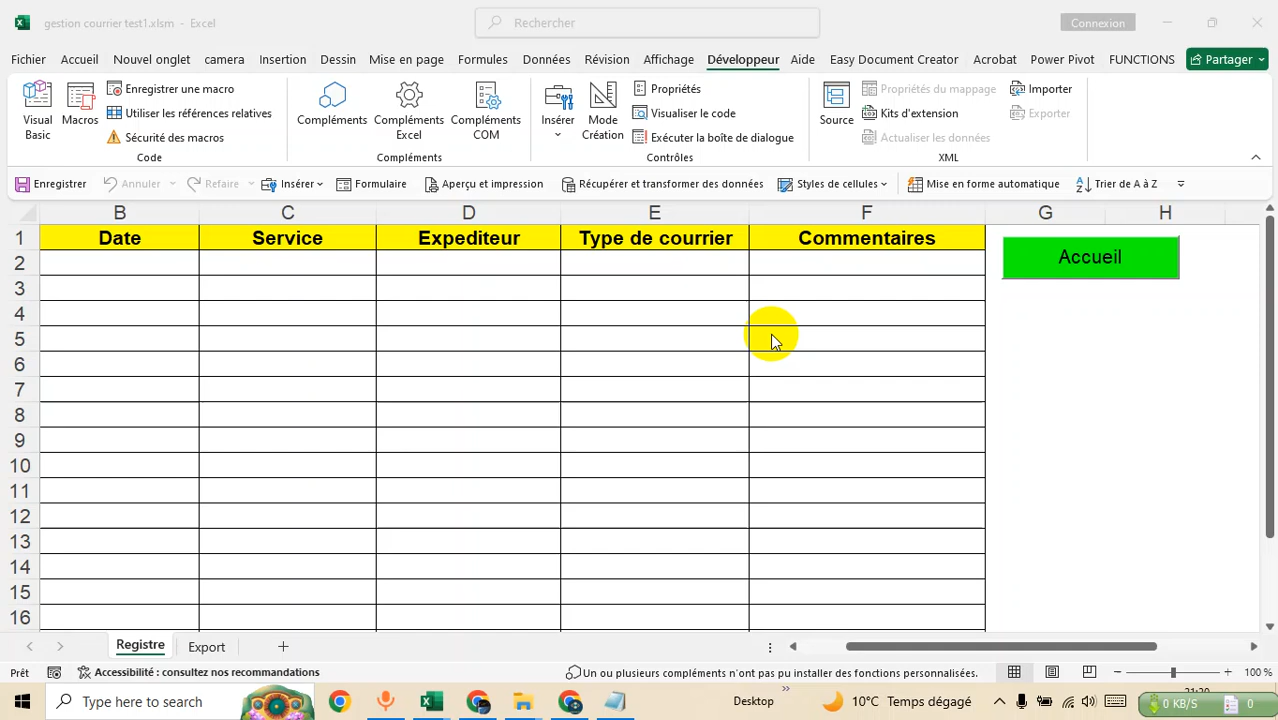 gestion courrier test1.xlsm - Excel
Rechercher
Connexion
Fichier Accueil Nouvel onglet camera Insertion Dessin Mise en page Formules Données Révision Affichage Développeur Aide Easy Document Creator Acrobat Power Pivot FUNCTIONS Partager
Visual Basic
Macros
Enregistrer une macro
Utiliser les références relatives
Sécurité des macros
Code
Compléments
Compléments Excel
Compléments COM
Compléments
Insérer
Mode Création
Propriétés
Visualiser le code
Exécuter la boîte de dialogue
Contrôles
Source
Propriétés du mappage
Kits d'extension
Actualiser les données
Importer
Exporter
XML
Enregistrer Annuler Refaire Insérer Formulaire Aperçu et impression Récupérer et transformer des données Styles de cellules Mise en forme automatique Trier de A à Z
B C D E F G H
1 Date Service Expediteur Type de courrier Commentaires
Accueil
2
3
4
5
6
7
8
9
10
11
12
13
14
15
16
Registre Export
Prêt Accessibilité : consultez nos recommandations Un ou plusieurs compléments n'ont pas pu installer des fonctions personnalisées. 100 %
Type here to search
Desktop
10°C Temps dégagé
0 KB/S 0